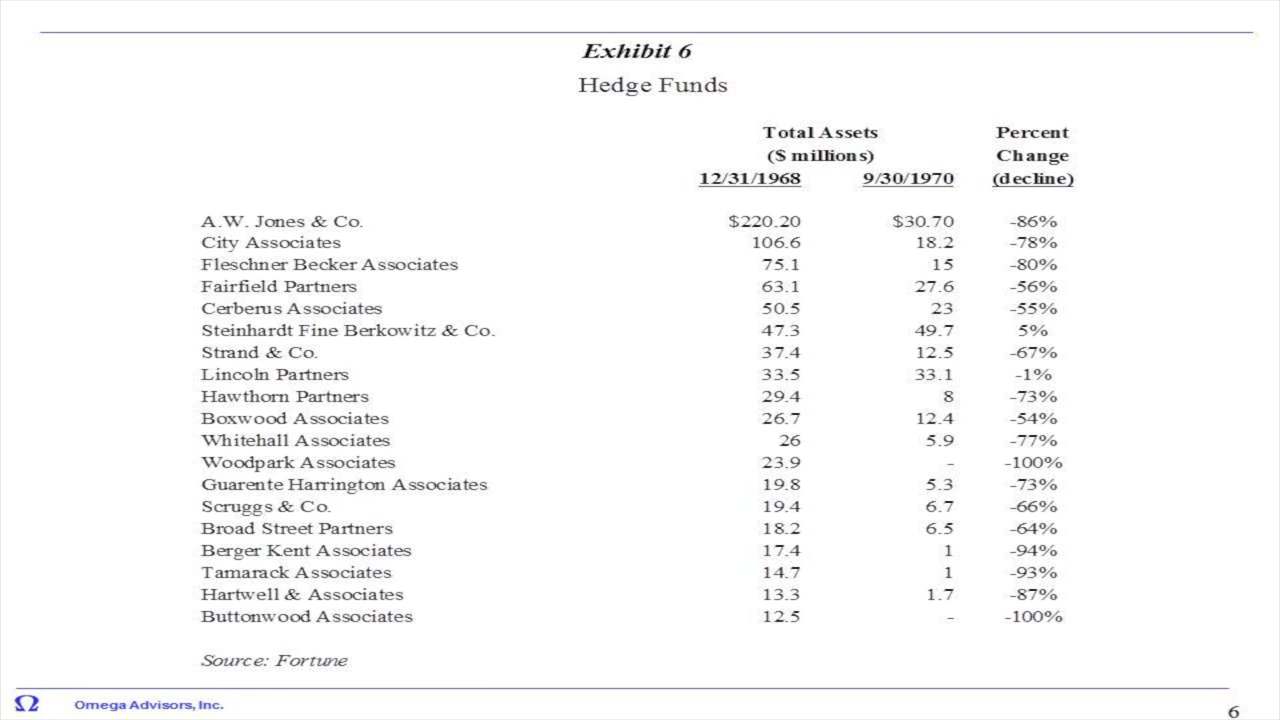 Exhibit 6
Hedge Funds
Total Assets Percent
($ millions) Change
12/31/1968 9/30/1970 (decline)
A.W. Jones & Co. $220.20 $30.70 -86%
City Associates 106.6 18.2 -78%
Fleschner Becker Associates 75.1 15 -80%
Fairfield Partners 63.1 27.6 -56%
Cerberus Associates 50.5 23 -55%
Steinhardt Fine Berkowitz & Co. 47.3 49.7 5%
Strand & Co. 37.4 12.5 -67%
Lincoln Partners 33.5 33.1 -1%
Hawthorn Partners 29.4 8 -73%
Boxwood Associates 26.7 12.4 -54%
Whitehall Associates 26 5.9 -77%
Woodpark Associates 23.9 - -100%
Guarente Harrington Associates 19.8 5.3 -73%
Scruggs & Co. 19.4 6.7 -66%
Broad Street Partners 18.2 6.5 -64%
Berger Kent Associates 17.4 1 -94%
Tamarack Associates 14.7 1 -93%
Hartwell & Associates 13.3 1.7 -87%
Buttonwood Associates 12.5 - -100%
Source: Fortune
Ω Omega Advisors, Inc.
6